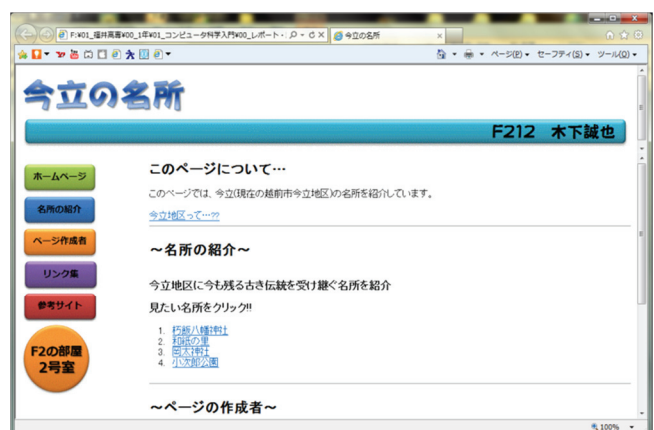 F:¥01_福井高専¥00_1年¥01_コンピュータ科学入門¥00_レポート・
今立の名所
ページ(P) セーフティ(S) ツール(O)
今立の名所
F212 木下誠也
ホームページ
名所の紹介
ページ作成者
リンク集
参考サイト
F2の部屋
2号室
このページについて…
このページでは、今立(現在の越前市今立地区)の名所を紹介しています。
今立地区って…??
～名所の紹介～
今立地区に今も残る古き伝統を受け継ぐ名所を紹介
見たい名所をクリック!!
1. 朽飯八幡神社
2. 和紙の里
3. 岡太神社
4. 小次郎公園
～ページの作成者～
100%